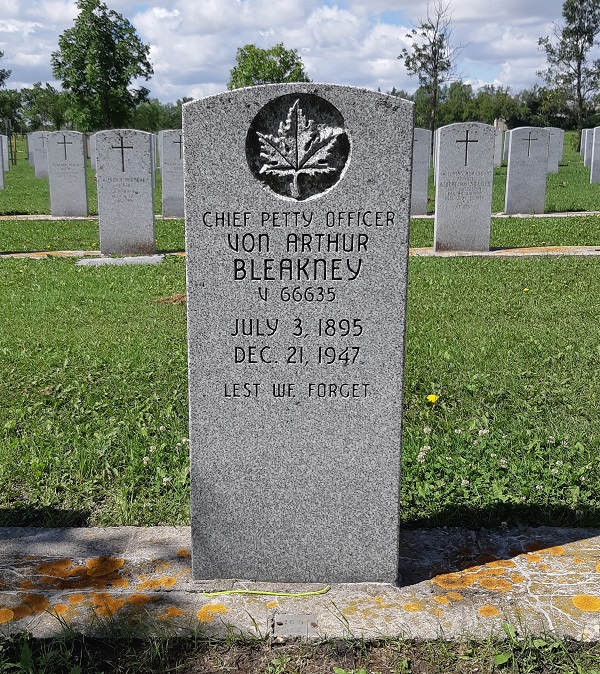 CHIEF PETTY OFFICER
VON ARTHUR
BLEAKNEY
V 66635
JULY 3, 1895
DEC. 21, 1947
LEST WE FORGET